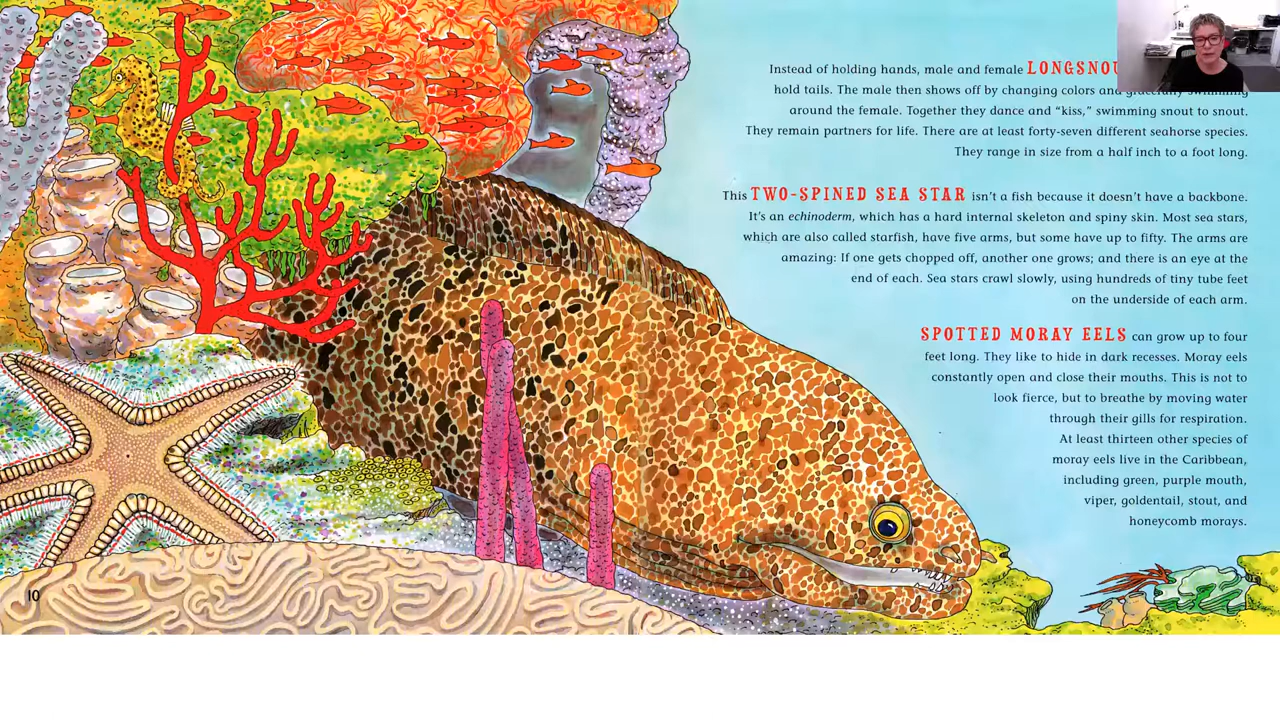 Instead of holding hands, male and female LONGSNOU
hold tails. The male then shows off by changing colors and gracefully swimming
around the female. Together they dance and “kiss,” swimming snout to snout.
They remain partners for life. There are at least forty-seven different seahorse species.
They range in size from a half inch to a foot long.
This TWO-SPINED SEA STAR isn’t a fish because it doesn’t have a backbone.
It’s an echinoderm, which has a hard internal skeleton and spiny skin. Most sea stars,
which are also called starfish, have five arms, but some have up to fifty. The arms are
amazing: If one gets chopped off, another one grows; and there is an eye at the
end of each. Sea stars crawl slowly, using hundreds of tiny tube feet
on the underside of each arm.
SPOTTED MORAY EELS can grow up to four
feet long. They like to hide in dark recesses. Moray eels
constantly open and close their mouths. This is not to
look fierce, but to breathe by moving water
through their gills for respiration.
At least thirteen other species of
moray eels live in the Caribbean,
including green, purple mouth,
viper, goldentail, stout, and
honeycomb morays.
10